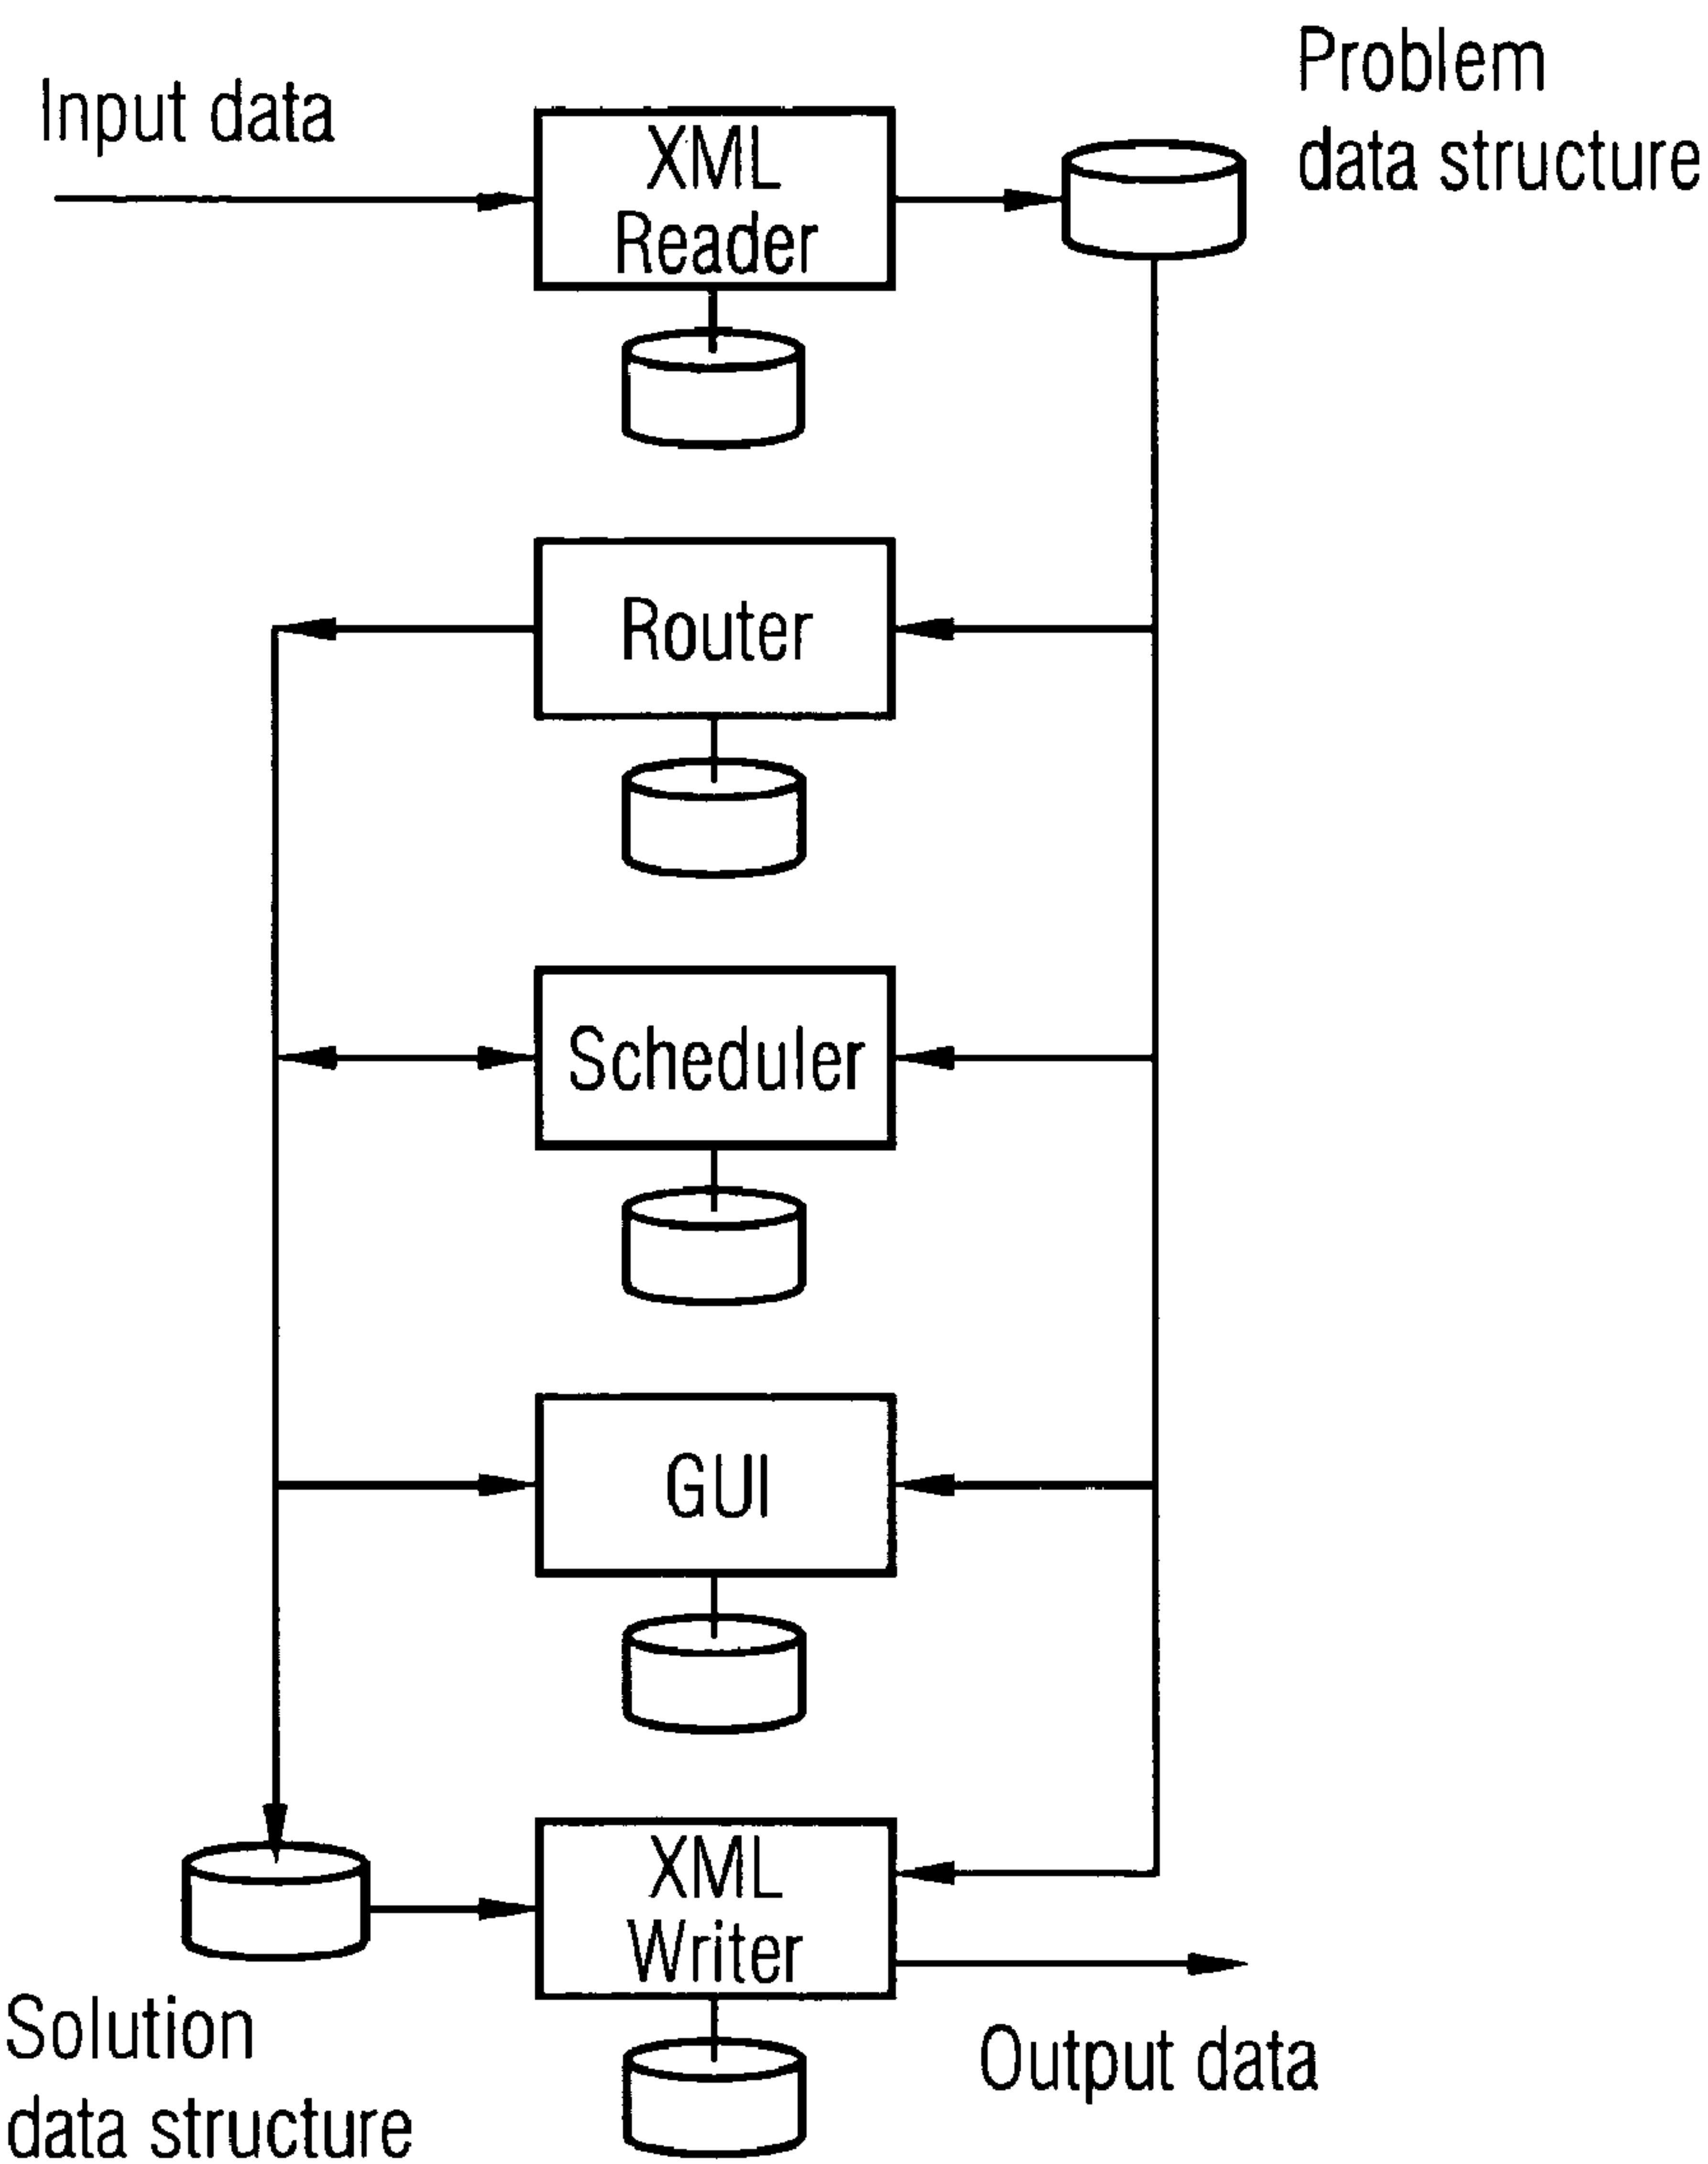 Input data
XML
Reader
Problem
data structure
Router
Scheduler
GUI
XML
Writer
Solution
data structure
Output data